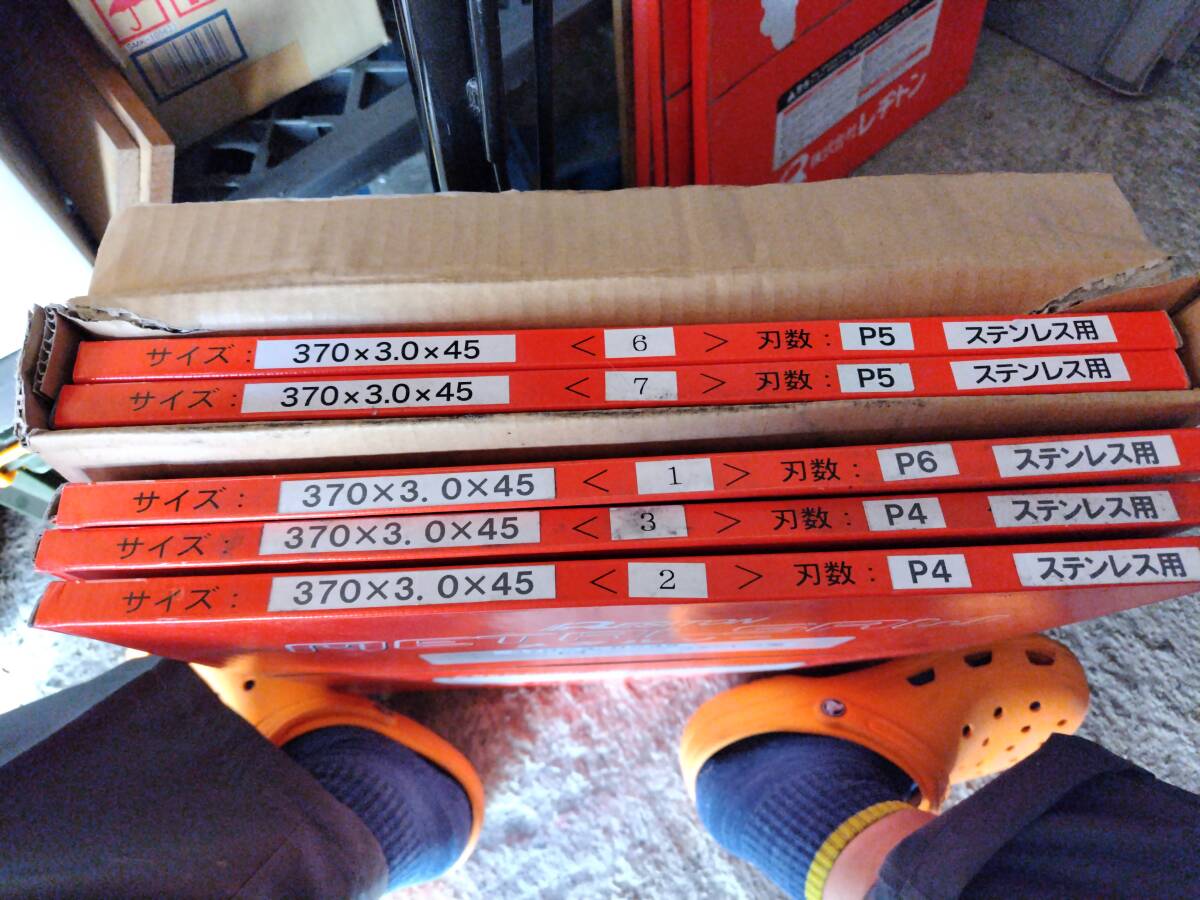 株式会社レヂトン
サイズ: 370×3.0×45 < 6 > 刃数: P5 ステンレス用
サイズ: 370×3.0×45 < 7 > 刃数: P5 ステンレス用
サイズ: 370×3.0×45 < 1 > 刃数: P6 ステンレス用
サイズ: 370×3.0×45 < 3 > 刃数: P4 ステンレス用
サイズ: 370×3.0×45 < 2 > 刃数: P4 ステンレス用